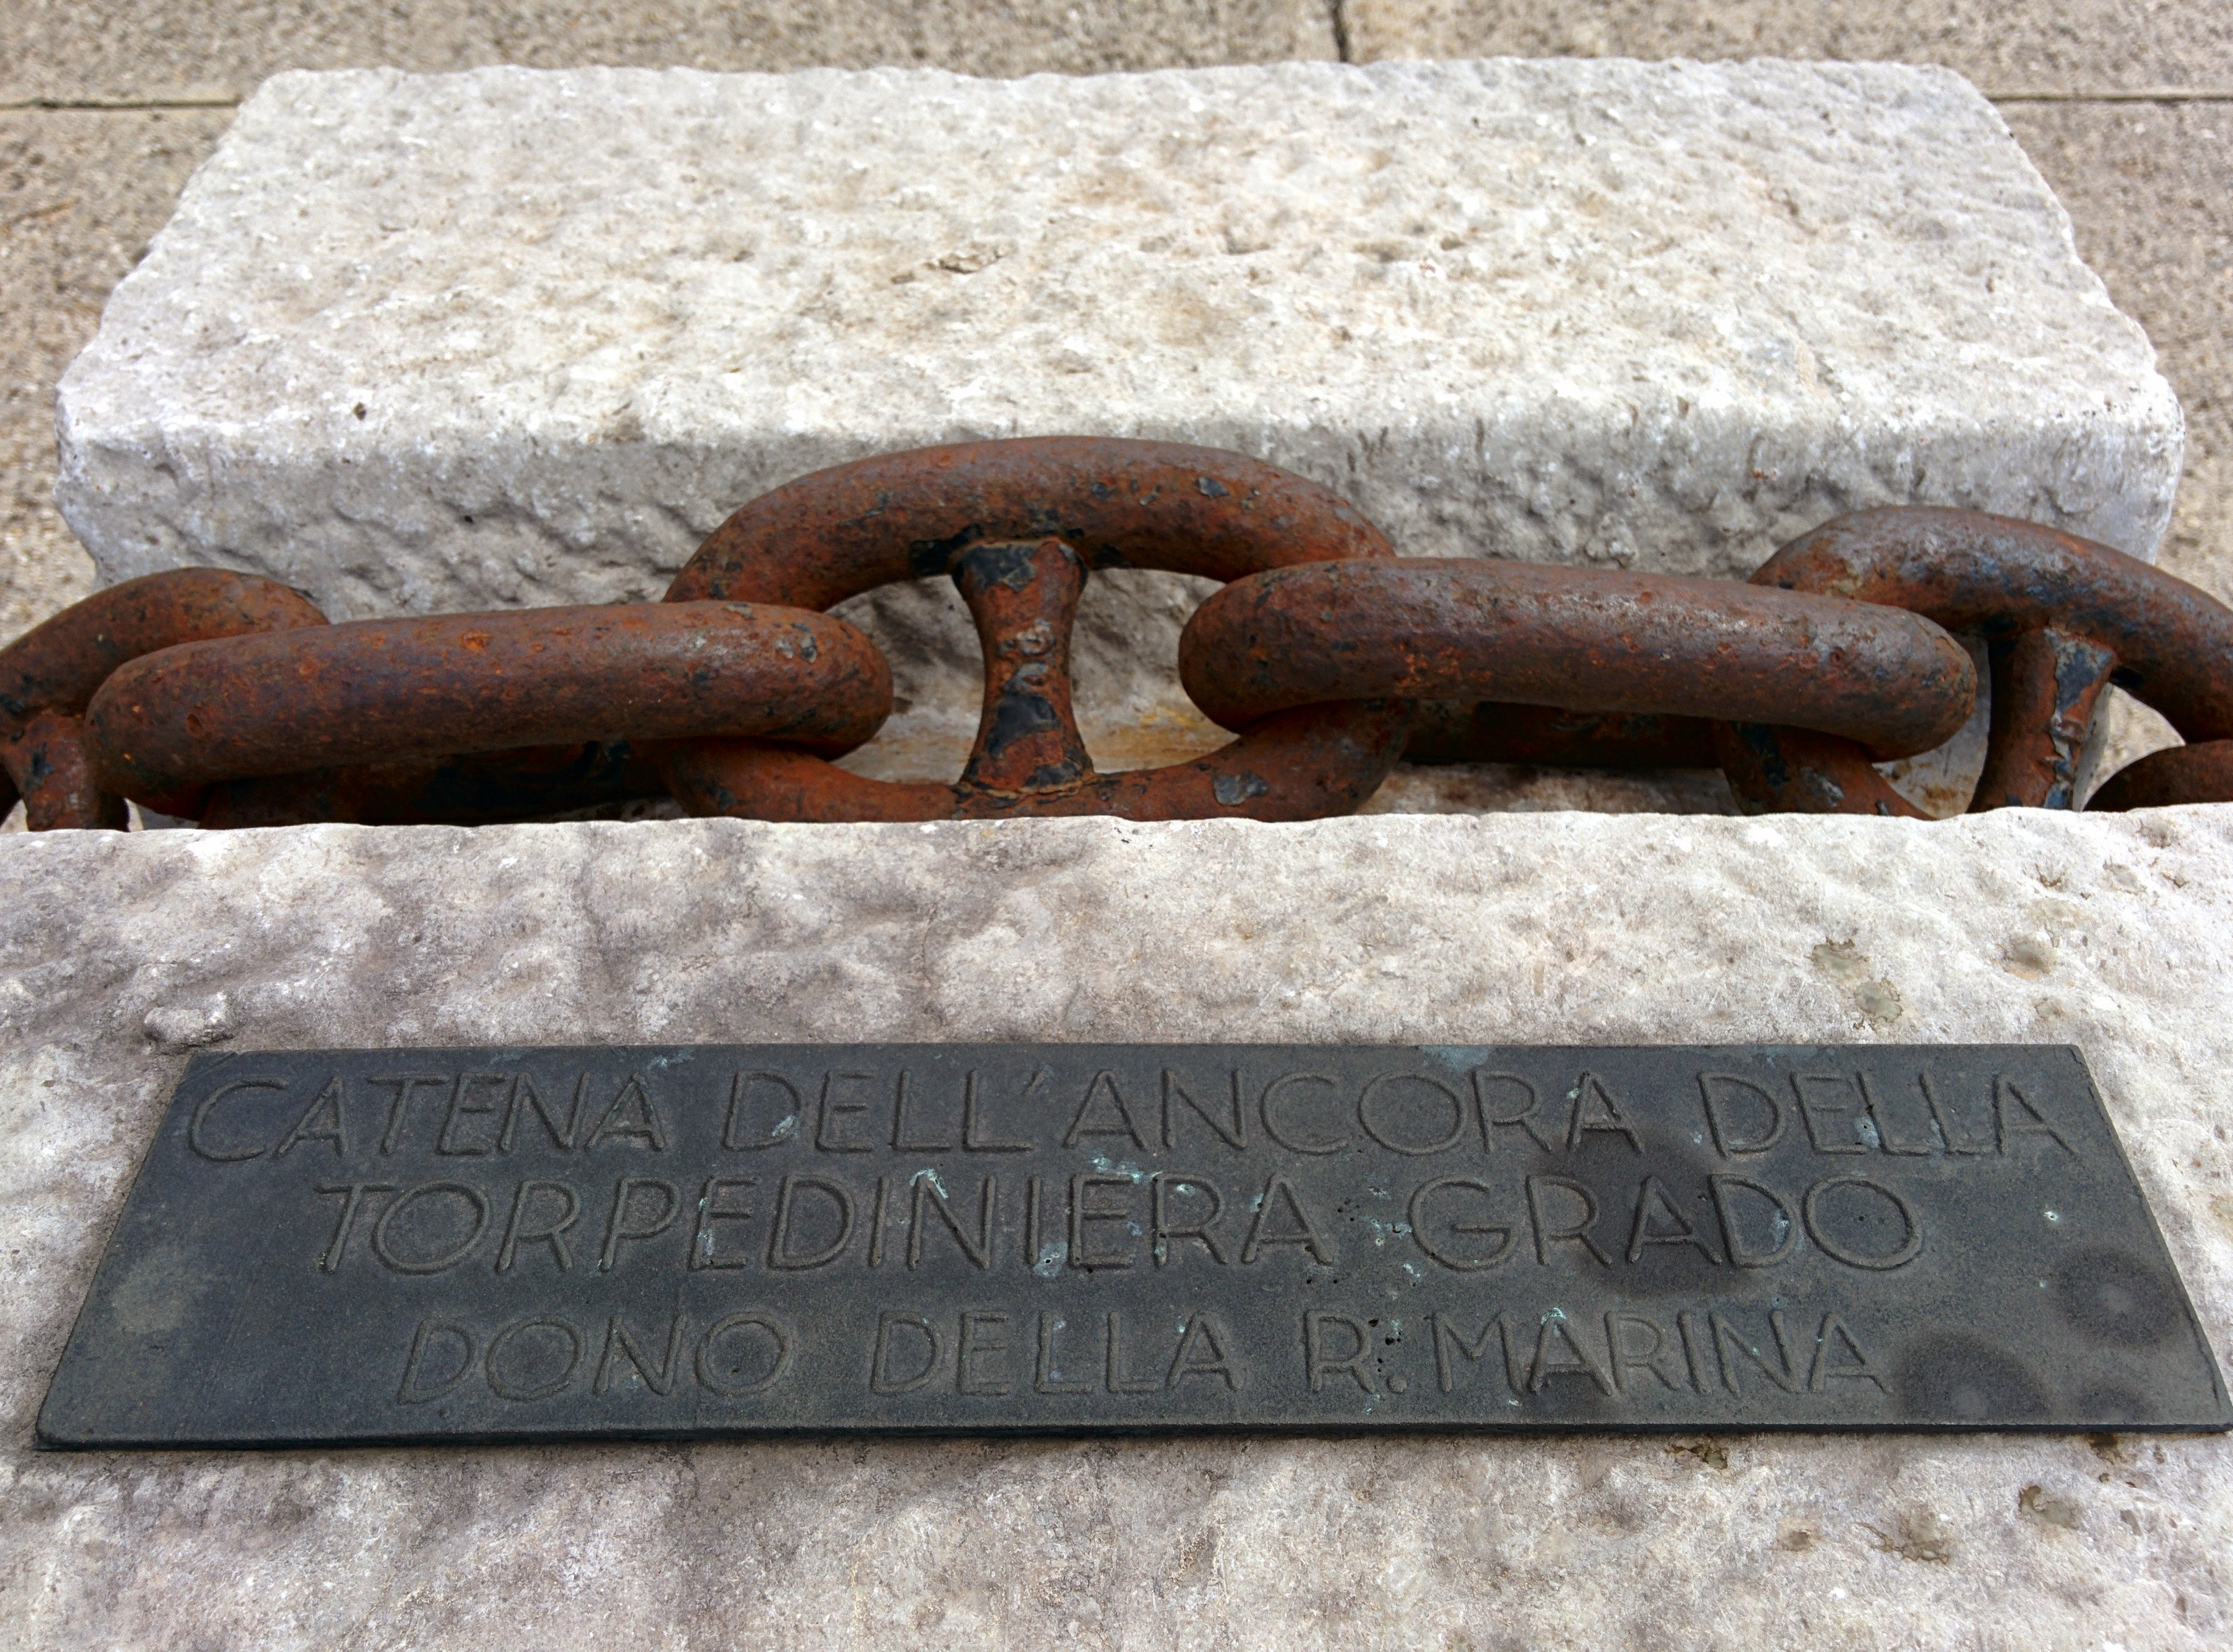 CATENA DELL'ANCORA DELLA
TORPEDINIERA GRADO
DONO DELLA R. MARINA